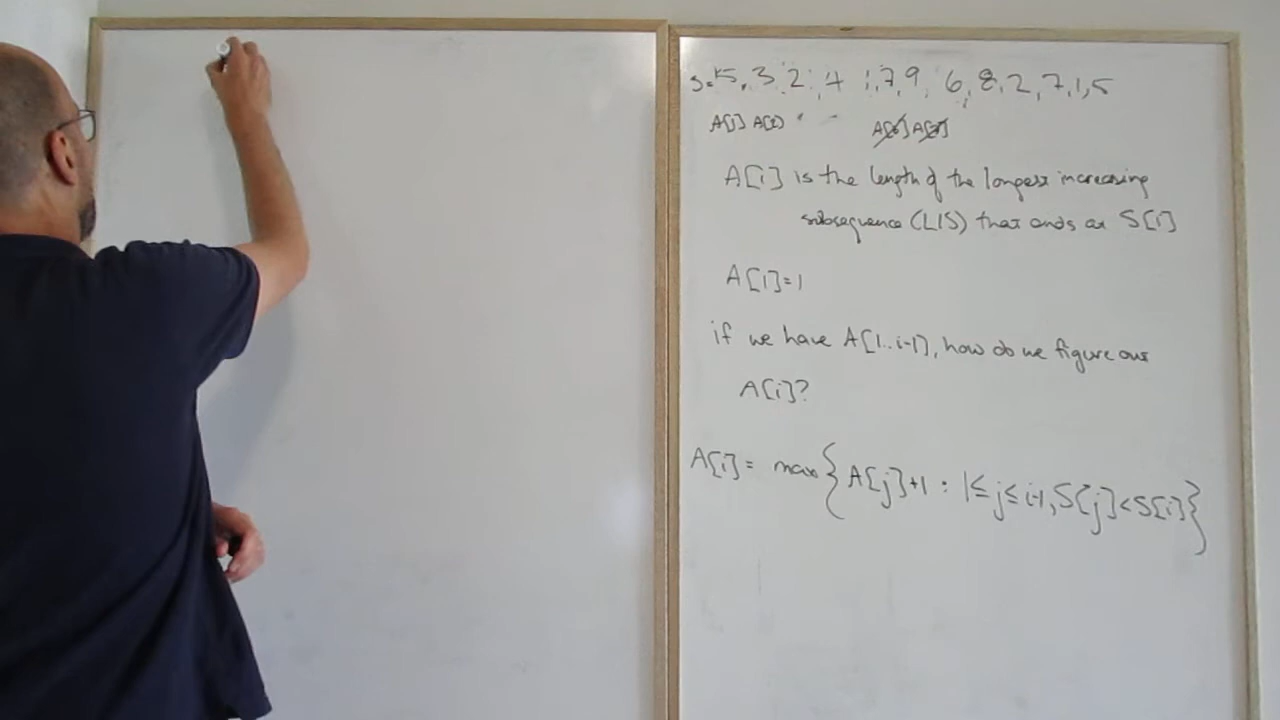 S= 5, 3, 2, 4, 1, 7, 9, 6, 8, 2, 7, 1, 5
A[1] A[2]
A[i] is the length of the longest increasing
subsequence (LIS) that ends at S[i]
A[1]=1
if we have A[1..i-1], how do we figure out
A[i]?
A[i] = max{A[j]+1 : 1≤j≤i-1, S[j]<S[i]}